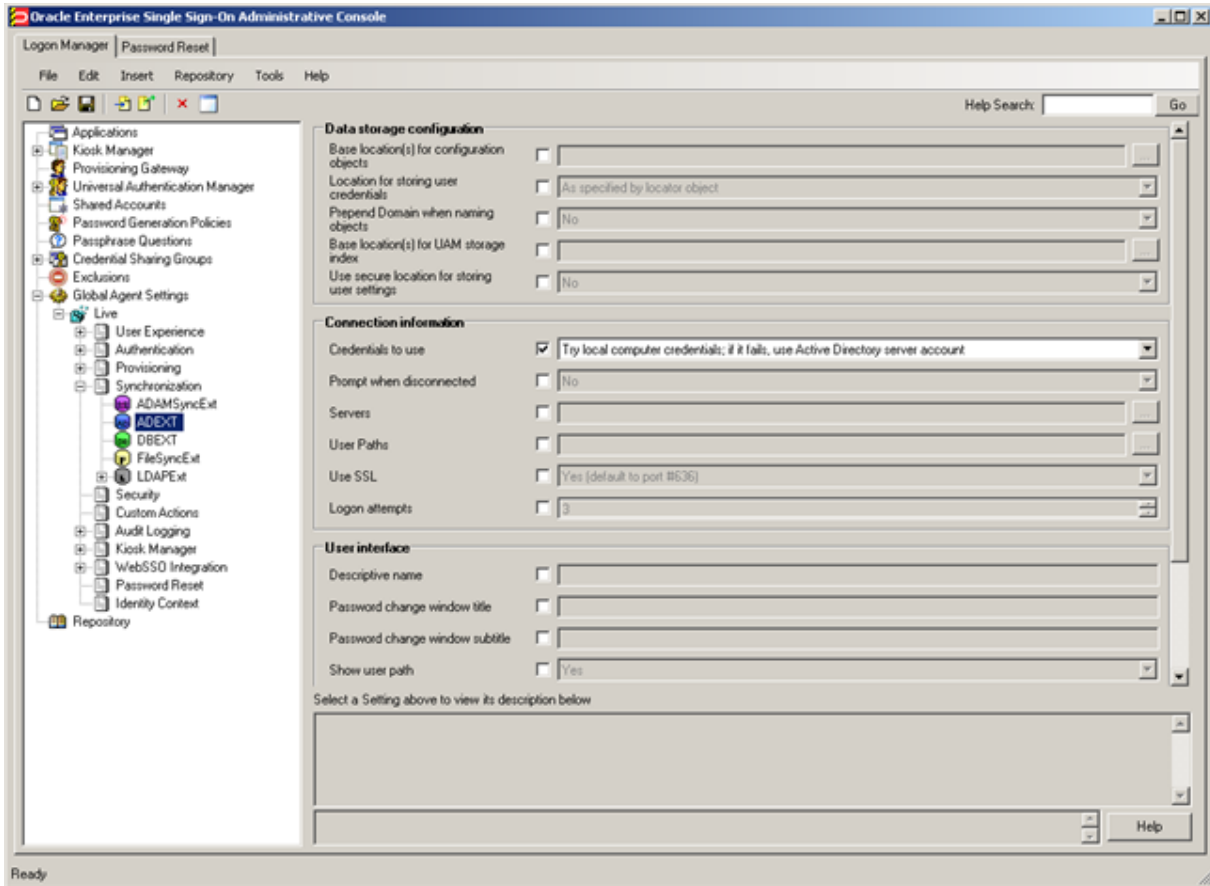 Oracle Enterprise Single Sign-On Administrative Console
Logon Manager Password Reset
File Edit Insert Repository Tools Help
Help Search: Go
Applications
Kiosk Manager
Provisioning Gateway
Universal Authentication Manager
Shared Accounts
Password Generation Policies
Passphrase Questions
Credential Sharing Groups
Exclusions
Global Agent Settings
Live
User Experience
Authentication
Provisioning
Synchronization
ADAMSyncExt
ADEXT
DBEXT
FileSyncExt
LDAPExt
Security
Custom Actions
Audit Logging
Kiosk Manager
WebSSO Integration
Password Reset
Identity Context
Repository
Data storage configuration
Base location(s) for configuration
objects
...
Location for storing user
credentials
As specified by locator object
Prepend Domain when naming
objects
No
Base location(s) for UAM storage
index
...
Use secure location for storing
user settings
No
Connection information
Credentials to use
Try local computer credentials; if it fails, use Active Directory server account
Prompt when disconnected
No
Servers
...
User Paths
...
Use SSL
Yes (default to port #636)
Logon attempts
3
User interface
Descriptive name
Password change window title
Password change window subtitle
Show user path
Yes
Select a Setting above to view its description below
Help
Ready